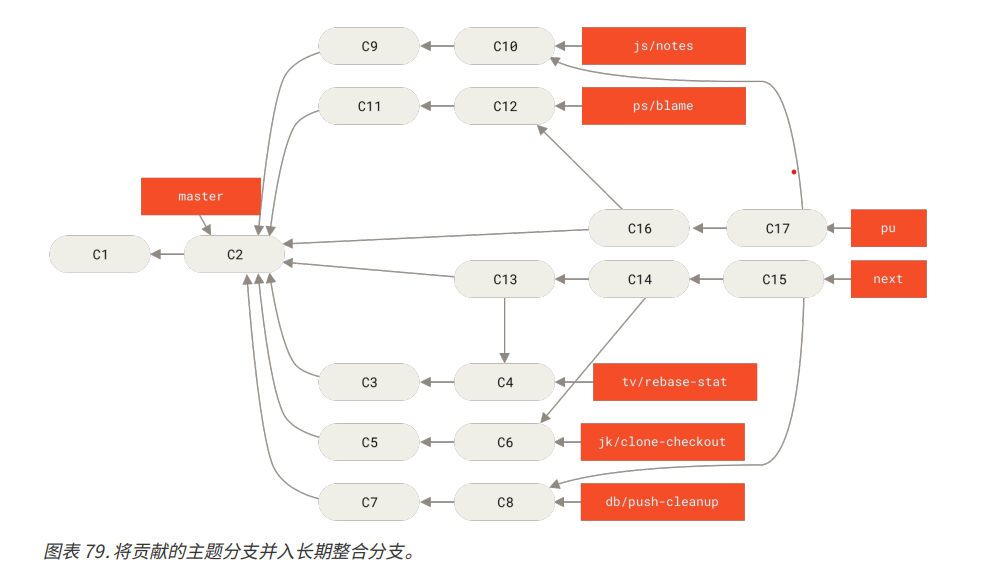 C9 C10 js/notes
C11 C12 ps/blame
master
C16 C17 pu
C1 C2
C13 C14 C15 next
C3 C4 tv/rebase-stat
C5 C6 jk/clone-checkout
C7 C8 db/push-cleanup
图表 79. 将贡献的主题分支并入长期整合分支。